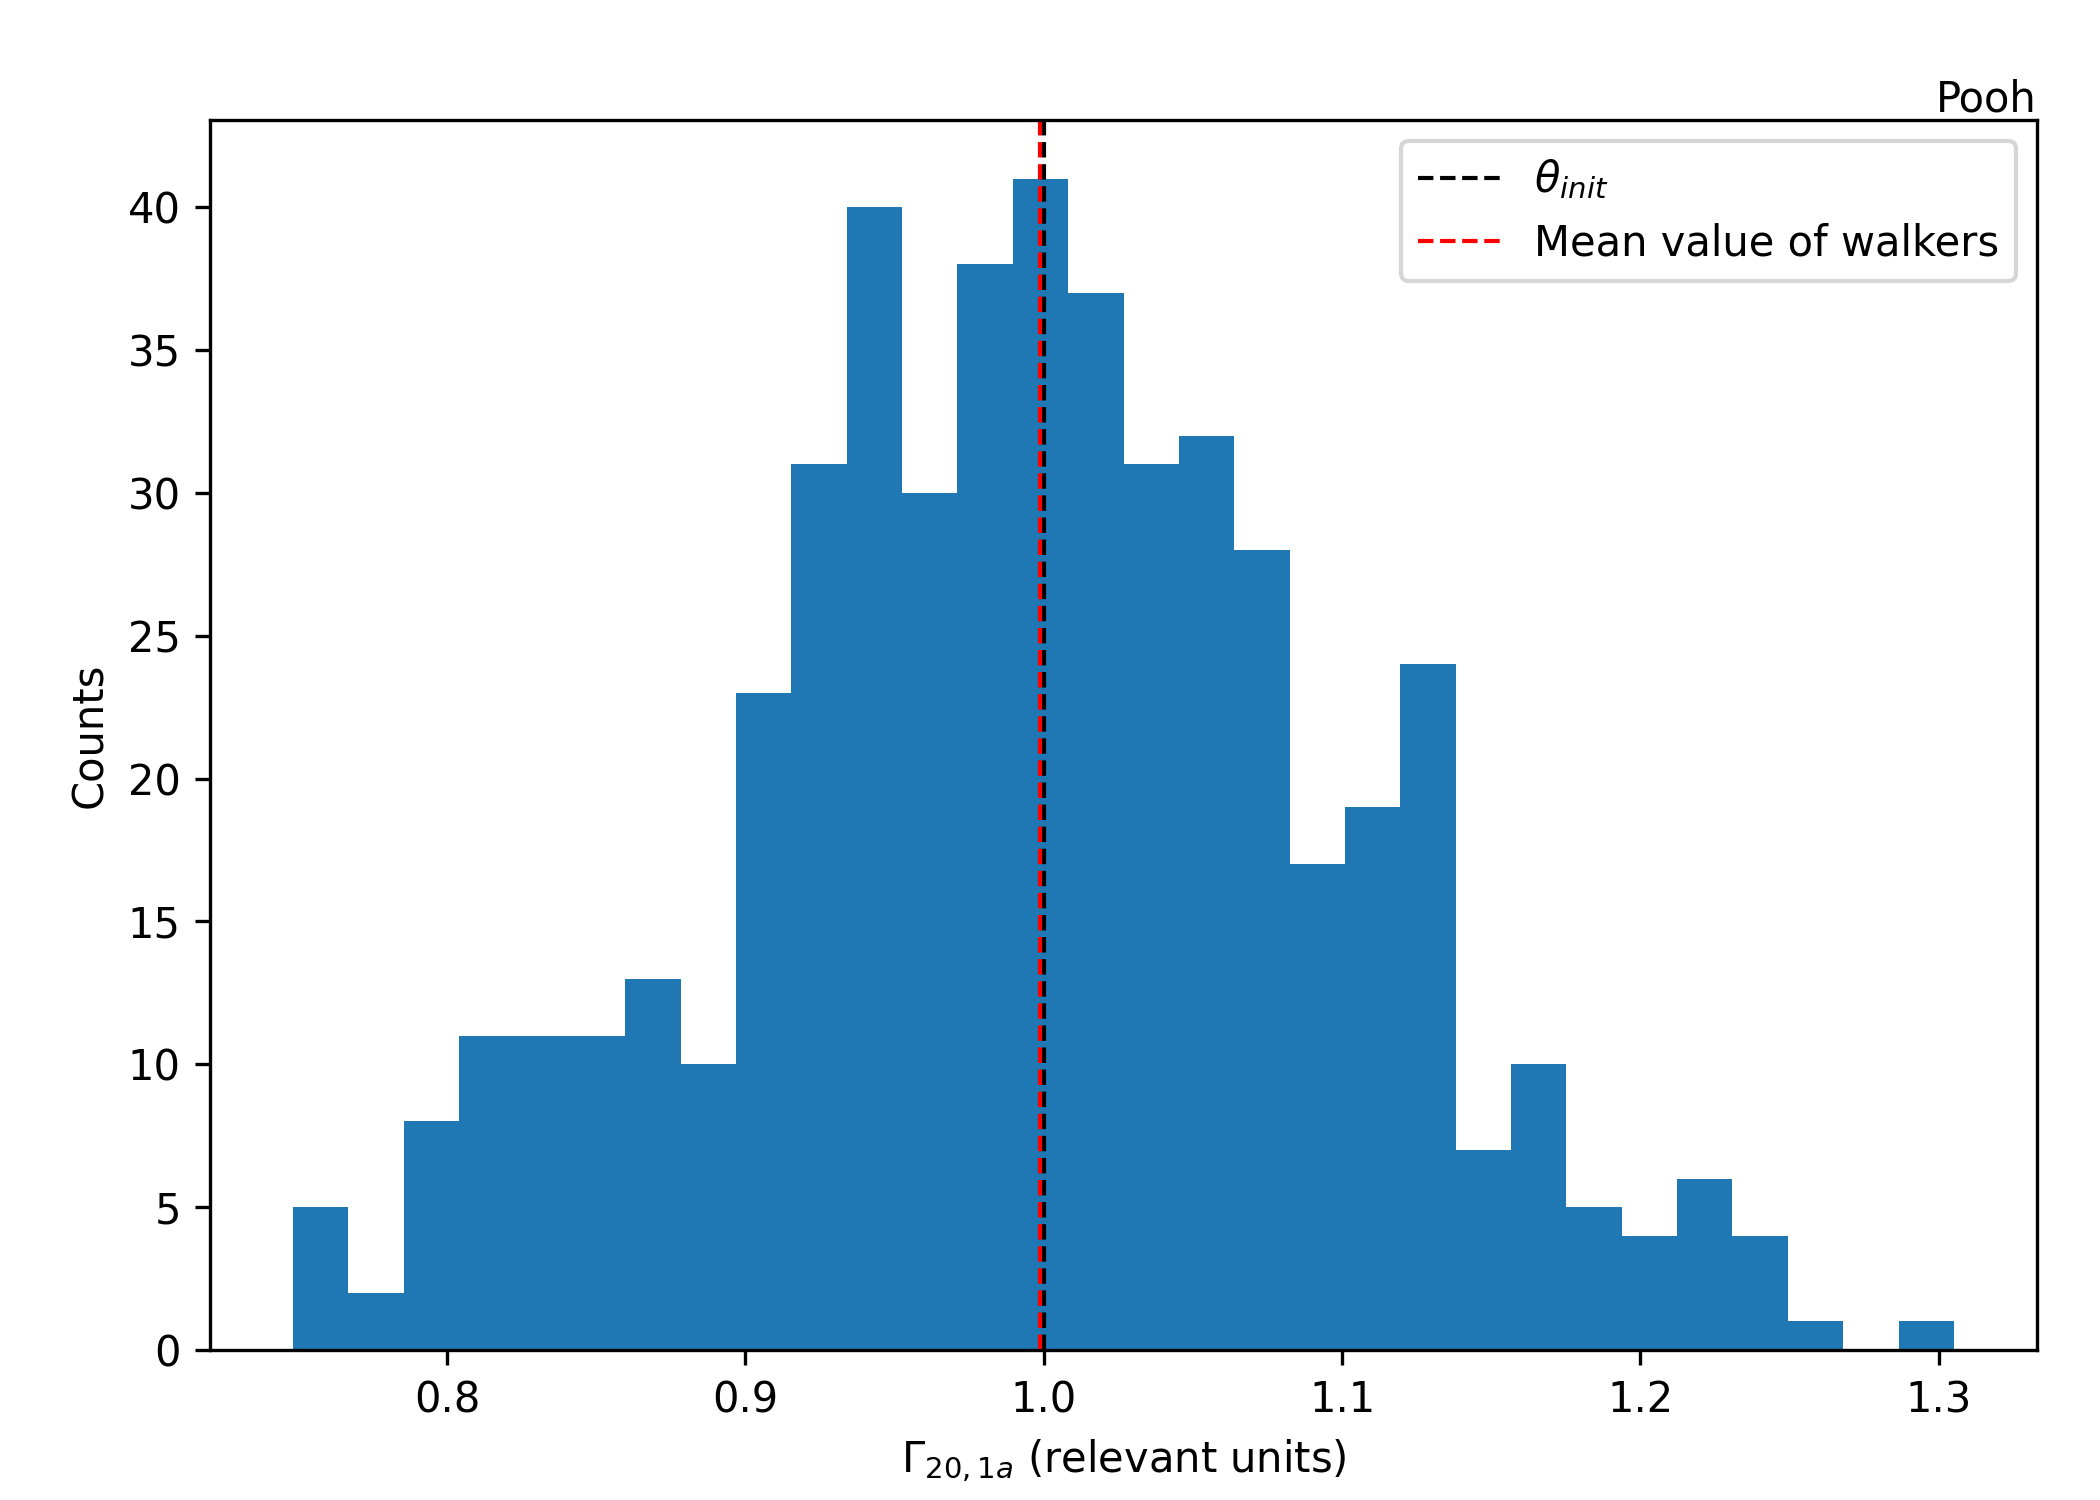 Pooh
θinit
Mean value of walkers
40
35
30
25
20
15
10
5
0
Counts
0.8 0.9 1.0 1.1 1.2 1.3
Γ20, 1a (relevant units)